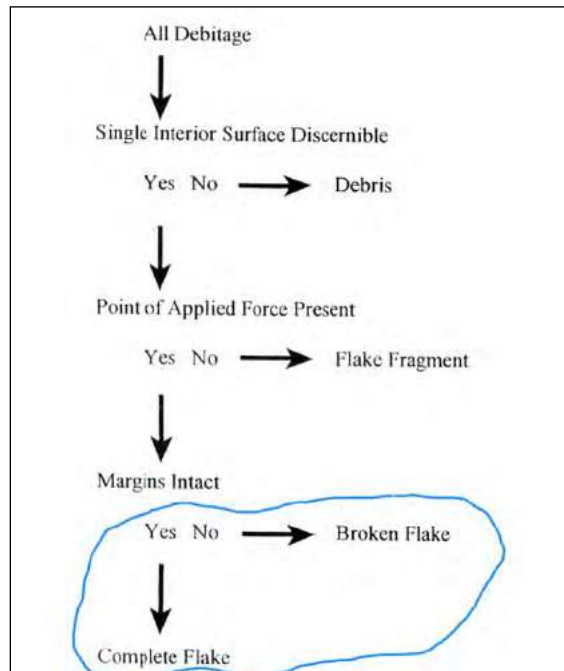 All Debitage
Single Interior Surface Discernible
Yes No Debris
Point of Applied Force Present
Yes No Flake Fragment
Margins Intact
Yes No Broken Flake
Complete Flake